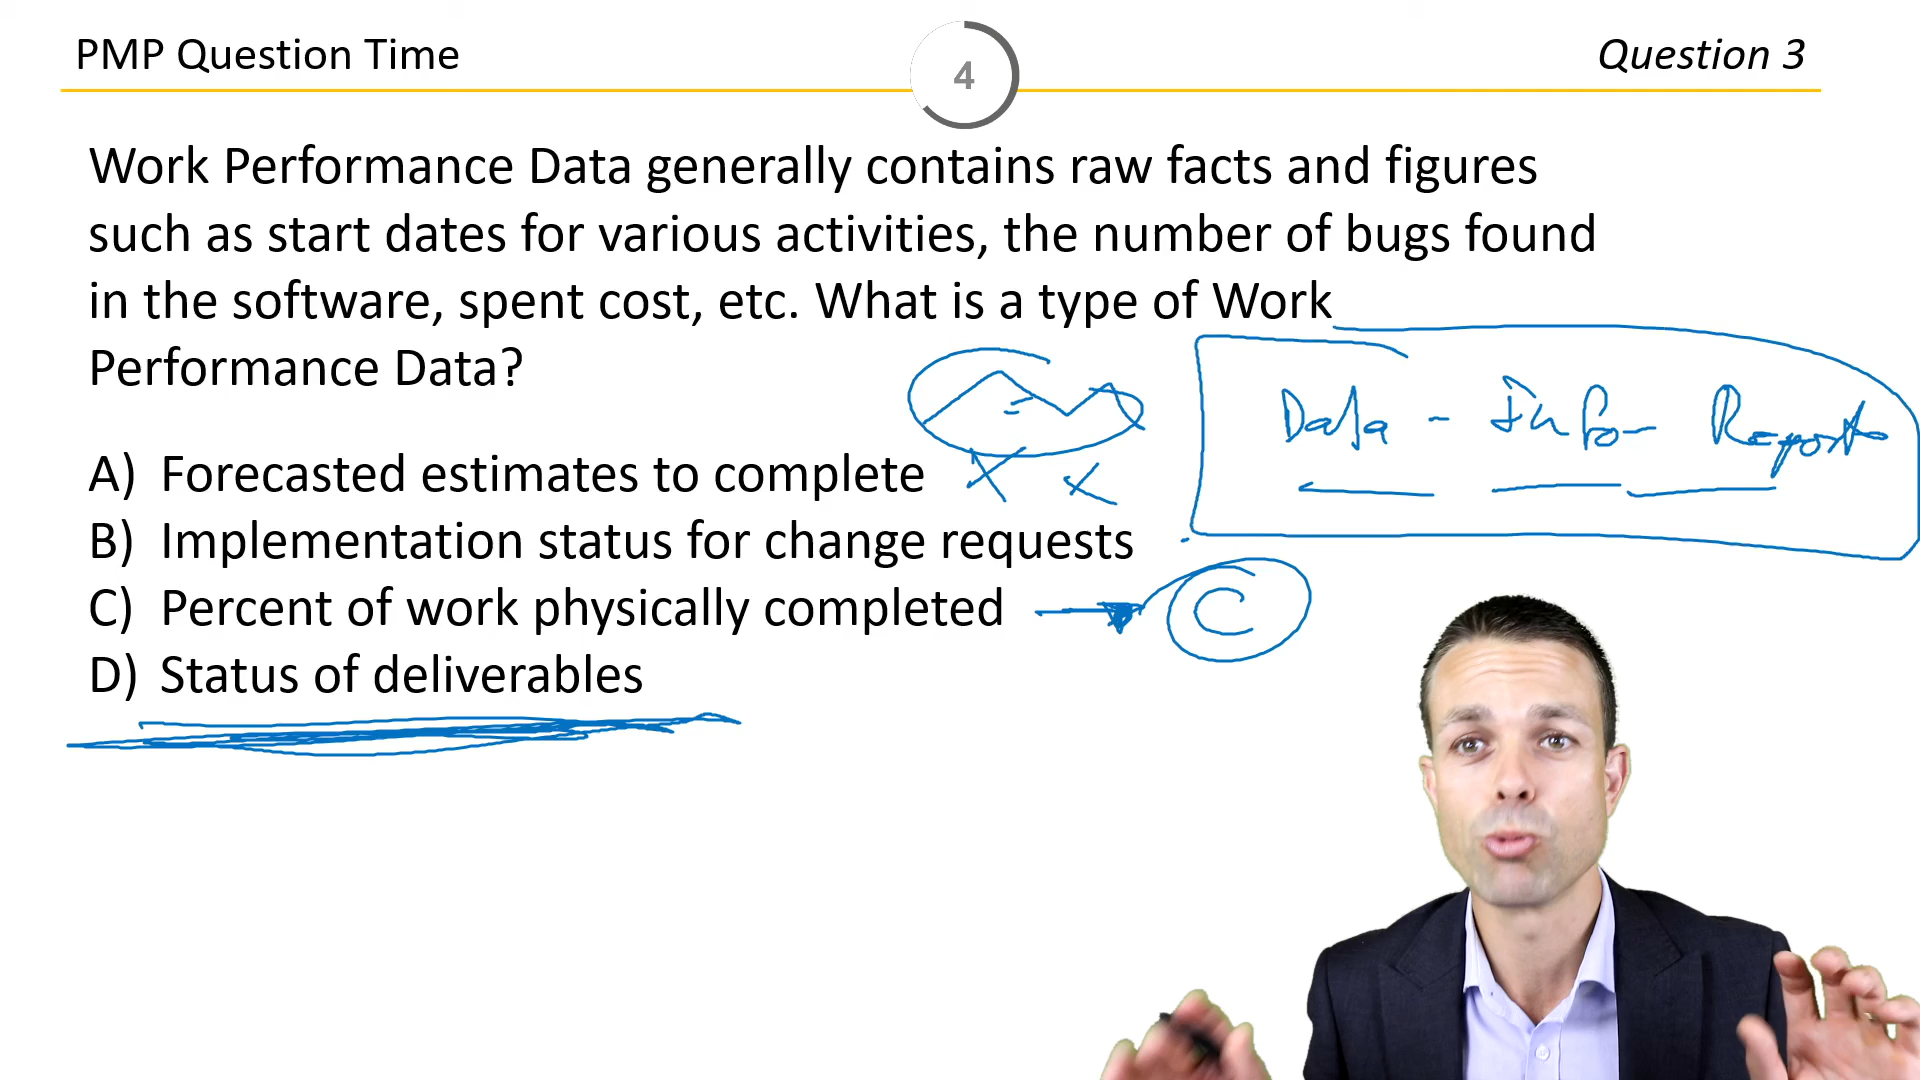 PMP Question Time
4
Question 3
Work Performance Data generally contains raw facts and figures
such as start dates for various activities, the number of bugs found
in the software, spent cost, etc. What is a type of Work
Performance Data?
Data - Info - Reports
A) Forecasted estimates to complete
B) Implementation status for change requests
C) Percent of work physically completed
C
D) Status of deliverables